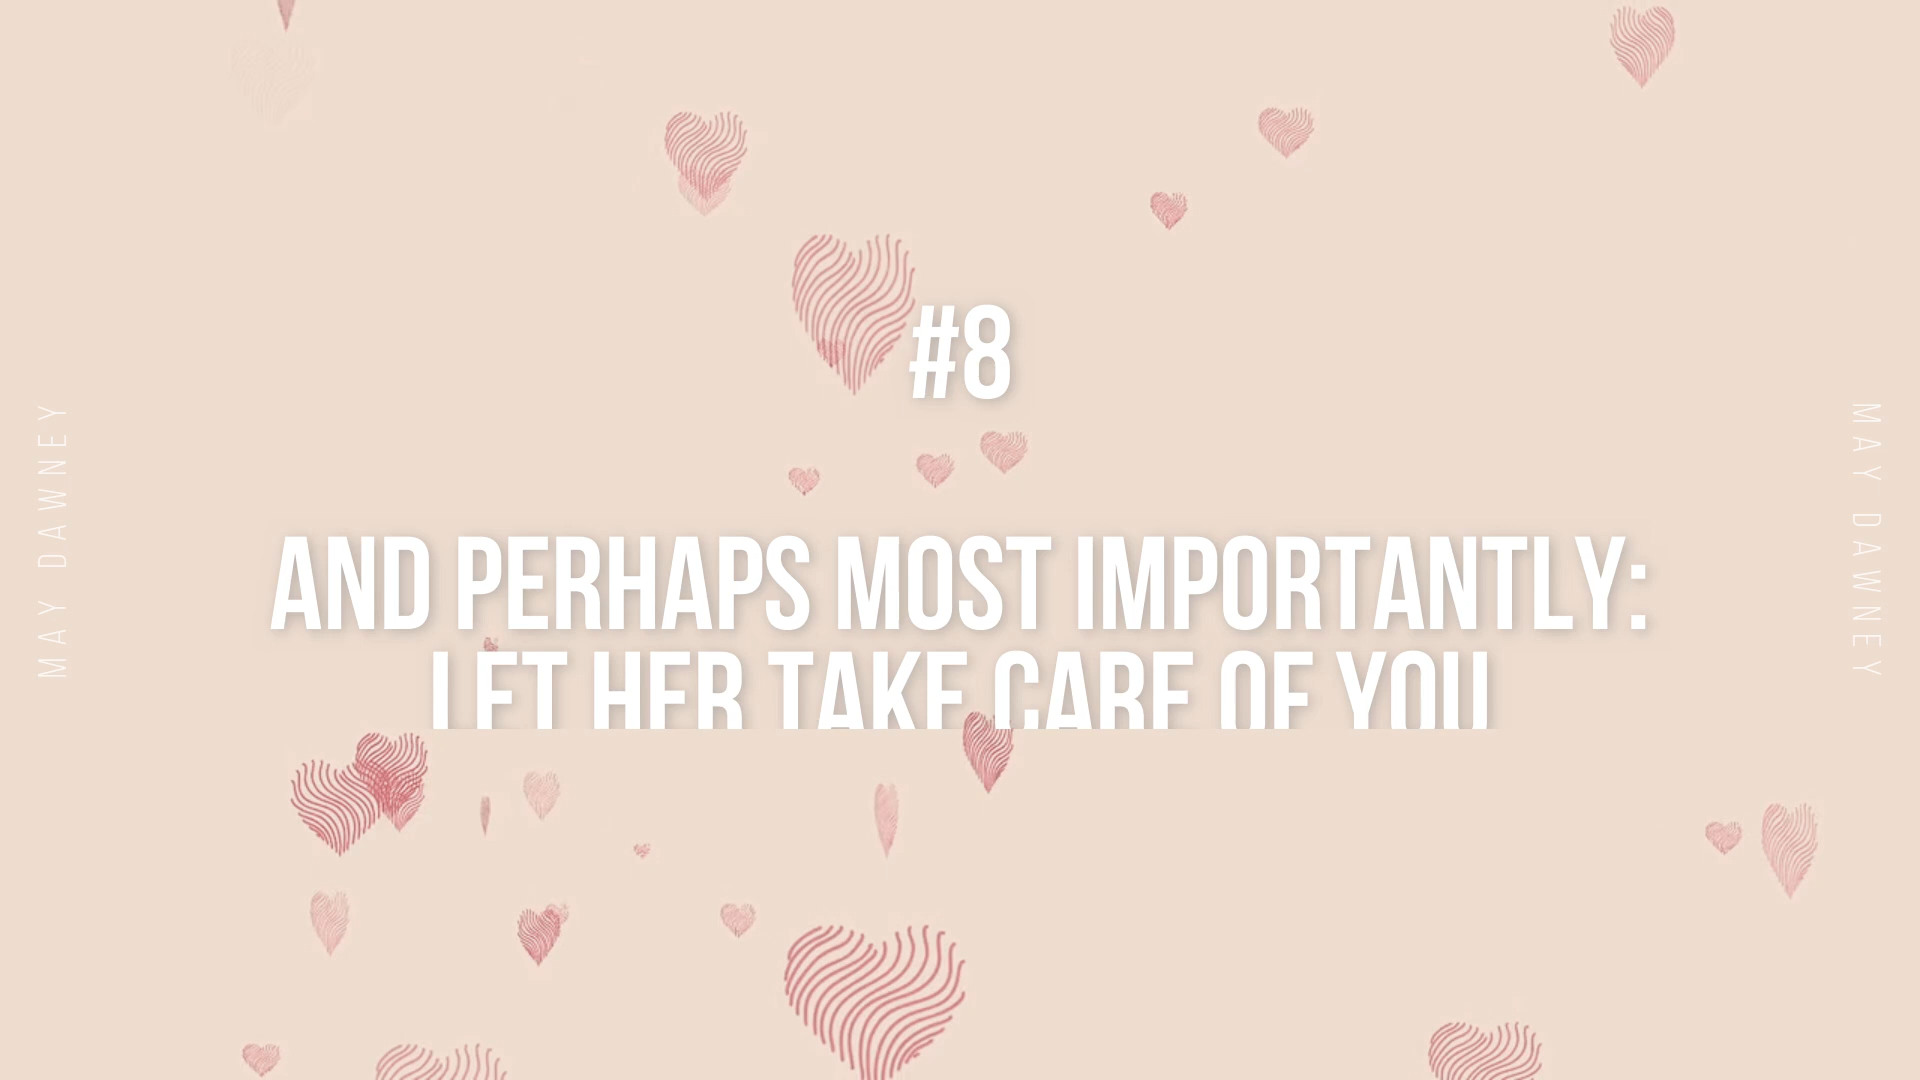 #8
AND PERHAPS MOST IMPORTANTLY:
LET HER TAKE CARE OF YOU
MAY DAWNEY
MAY DAWNEY